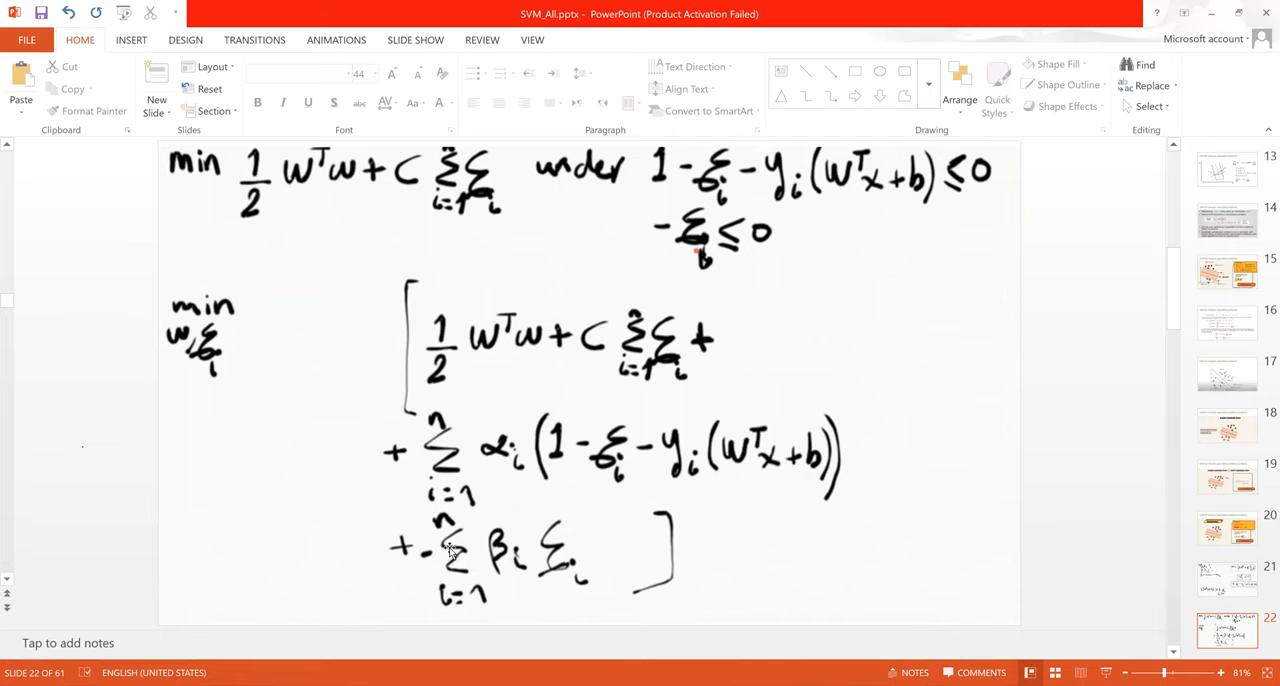 SVM_All.pptx - PowerPoint (Product Activation Failed)
FILE HOME INSERT DESIGN TRANSITIONS ANIMATIONS SLIDE SHOW REVIEW VIEW Microsoft account
Paste Cut Copy Format Painter
Clipboard
New Slide Layout Reset Section
Slides
44
B I U S abc AV Aa A
Font
Text Direction
Align Text
Convert to SmartArt
Paragraph
Arrange Quick Styles
Shape Fill
Shape Outline
Shape Effects
Drawing
Find
Replace
Select
Editing
min 1/2 wᵀw + C Σ i=1 n ξi under 1 - ξi - yi (wᵀx + b) ≤ 0
- ξi ≤ 0
min w, ξi [ 1/2 wᵀw + C Σ i=1 n ξi +
+ Σ i=1 n αi (1 - ξi - yi (wᵀx + b))
+ - Σ i=1 n βi ξi ]
13
14
15
16
17
18
19
20
21
22
Tap to add notes
SLIDE 22 OF 61 ENGLISH (UNITED STATES) NOTES COMMENTS 81%